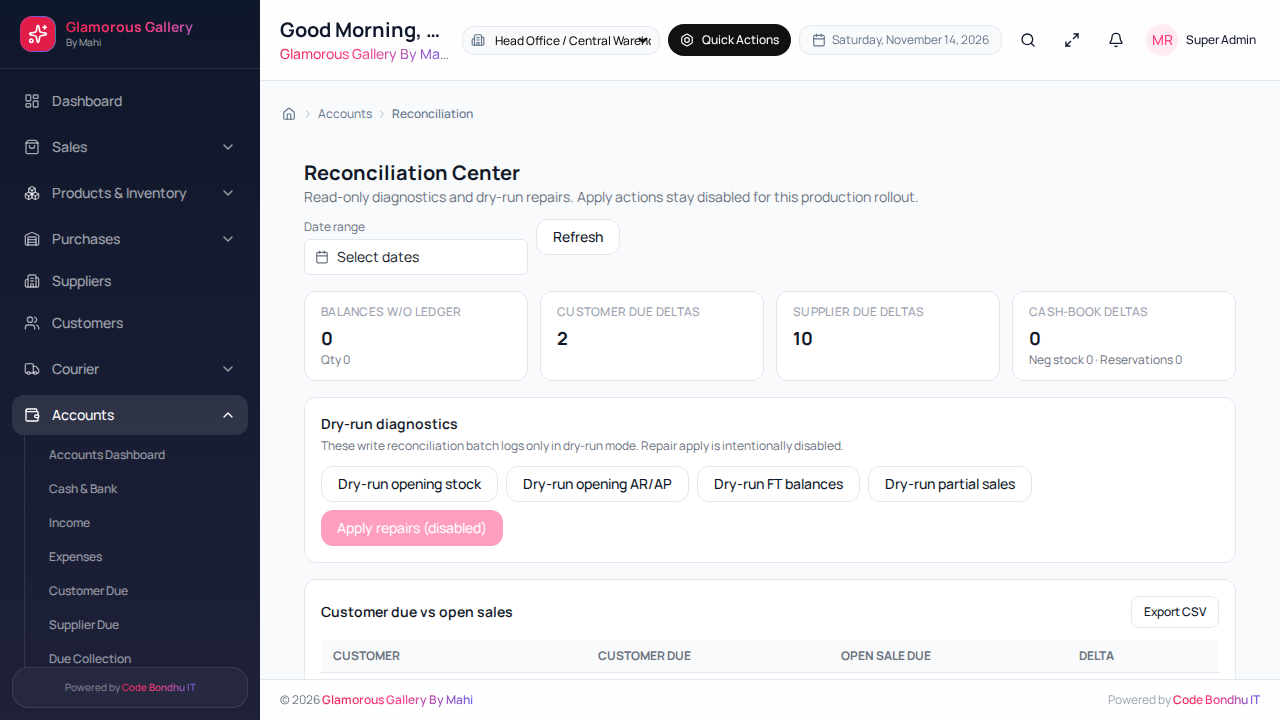 Glamorous Gallery
By Mahi
Dashboard
Sales
Products & Inventory
Purchases
Suppliers
Customers
Courier
Accounts
Accounts Dashboard
Cash & Bank
Income
Expenses
Customer Due
Supplier Due
Due Collection
Powered by Code Bondhu IT
Good Morning, ...
Glamorous Gallery By Ma...
Head Office / Central
Quick Actions
Saturday, November 14, 2026
MR
Super Admin
Accounts
Reconciliation
Reconciliation Center
Read-only diagnostics and dry-run repairs. Apply actions stay disabled for this production rollout.
Date range
Select dates
Refresh
BALANCES W/O LEDGER
0
Qty 0
CUSTOMER DUE DELTAS
2
SUPPLIER DUE DELTAS
10
CASH-BOOK DELTAS
0
Neg stock 0 · Reservations 0
Dry-run diagnostics
These write reconciliation batch logs only in dry-run mode. Repair apply is intentionally disabled.
Dry-run opening stock
Dry-run opening AR/AP
Dry-run FT balances
Dry-run partial sales
Apply repairs (disabled)
Customer due vs open sales
Export CSV
CUSTOMER CUSTOMER DUE OPEN SALE DUE DELTA
© 2026 Glamorous Gallery By Mahi
Powered by Code Bondhu IT